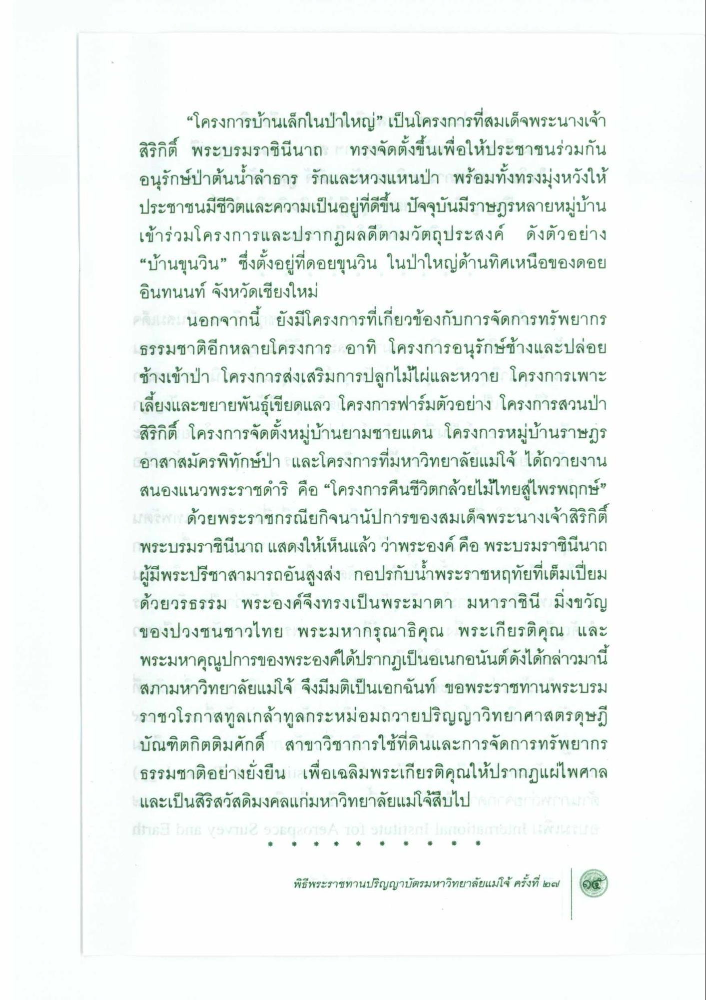 “โครงการบ้านเล็กในป่าใหญ่” เป็นโครงการที่สมเด็จพระนางเจ้า
สิริกิติ์ พระบรมราชินีนาถ ทรงจัดตั้งขึ้นเพื่อให้ประชาชนร่วมกัน
อนุรักษ์ป่าต้นน้ำลำธาร รักและหวงแหนป่า พร้อมทั้งทรงมุ่งหวังให้
ประชาชนมีชีวิตและความเป็นอยู่ที่ดีขึ้น ปัจจุบันมีราษฎรหลายหมู่บ้าน
เข้าร่วมโครงการและปรากฏผลดีตามวัตถุประสงค์ ดังตัวอย่าง
“บ้านขุนวิน” ซึ่งตั้งอยู่ที่ดอยขุนวิน ในป่าใหญ่ด้านทิศเหนือของดอย
อินทนนท์ จังหวัดเชียงใหม่
นอกจากนี้ ยังมีโครงการที่เกี่ยวข้องกับการจัดการทรัพยากร
ธรรมชาติอีกหลายโครงการ อาทิ โครงการอนุรักษ์ช้างและปล่อย
ช้างเข้าป่า โครงการส่งเสริมการปลูกไม้ไผ่และหวาย โครงการเพาะ
เลี้ยงและขยายพันธุ์เขียดแลว โครงการฟาร์มตัวอย่าง โครงการสวนป่า
สิริกิติ์ โครงการจัดตั้งหมู่บ้านยามชายแดน โครงการหมู่บ้านราษฎร
อาสาสมัครพิทักษ์ป่า และโครงการที่มหาวิทยาลัยแม่โจ้ ได้ถวายงาน
สนองแนวพระราชดำริ คือ “โครงการคืนชีวิตกล้วยไม้ไทยสู่ไพรพฤกษ์”
ด้วยพระราชกรณียกิจนานัปการของสมเด็จพระนางเจ้าสิริกิติ์
พระบรมราชินีนาถ แสดงให้เห็นแล้ว ว่าพระองค์ คือ พระบรมราชินีนาถ
ผู้มีพระปรีชาสามารถอันสูงส่ง กอปรกับน้ำพระราชหฤทัยที่เต็มเปี่ยม
ด้วยวรธรรม พระองค์จึงทรงเป็นพระมาตา มหาราชินี มิ่งขวัญ
ของปวงชนชาวไทย พระมหากรุณาธิคุณ พระเกียรติคุณ และ
พระมหาคุณูปการของพระองค์ได้ปรากฏเป็นอเนกอนันต์ดังได้กล่าวมานี้
สภามหาวิทยาลัยแม่โจ้ จึงมีมติเป็นเอกฉันท์ ขอพระราชทานพระบรม
ราชวโรกาสทูลเกล้าทูลกระหม่อมถวายปริญญาวิทยาศาสตรดุษฎี
บัณฑิตกิตติมศักดิ์ สาขาวิชาการใช้ที่ดินและการจัดการทรัพยากร
ธรรมชาติอย่างยั่งยืน เพื่อเฉลิมพระเกียรติคุณให้ปรากฏแผ่ไพศาล
และเป็นสิริสวัสดิมงคลแก่มหาวิทยาลัยแม่โจ้สืบไป
* * * * * * * * * *
พิธีพระราชทานปริญญาบัตรมหาวิทยาลัยแม่โจ้ ครั้งที่ ๒๗
๑๕